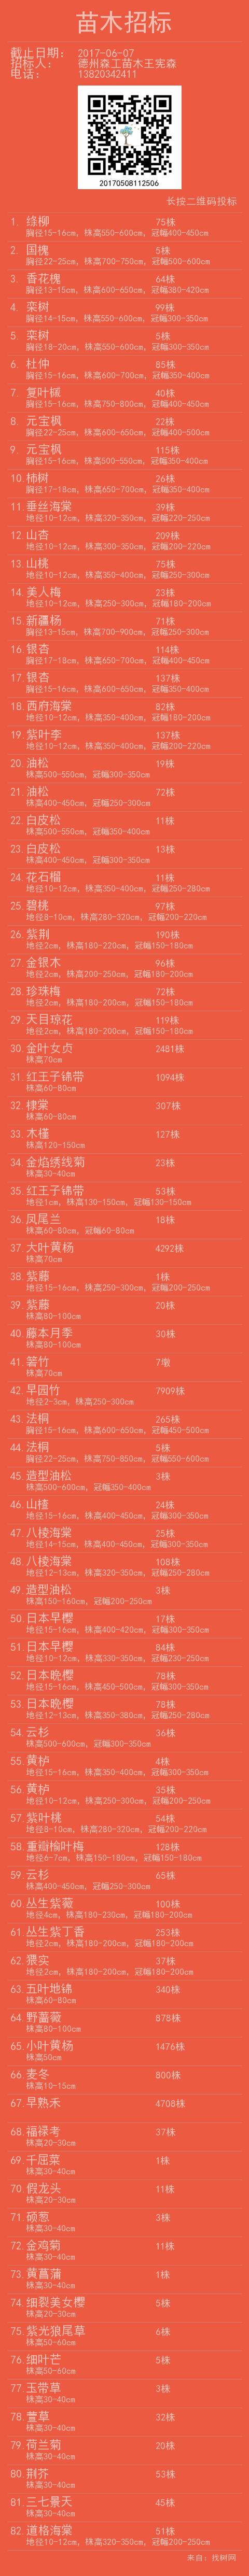 苗木招标
截止日期: 2017-06-07
招标人: 德州森工苗木王宪森
电话: 13820342411
20170508112506
长按二维码投标
1. 绦柳 75株
胸径15-16cm, 株高550-600cm, 冠幅400-450cm
2. 国槐 5株
胸径22-25cm, 株高700-750cm, 冠幅500-600cm
3. 香花槐 64株
胸径13-15cm, 株高600-650cm, 冠幅380-420cm
4. 栾树 99株
胸径14-15cm, 株高550-600cm, 冠幅300-350cm
5. 栾树 5株
胸径18-20cm, 株高550-600cm, 冠幅300-350cm
6. 杜仲 85株
胸径15-16cm, 株高600-700cm, 冠幅350-400cm
7. 复叶槭 40株
胸径15-16cm, 株高750-800cm, 冠幅400-450cm
8. 元宝枫 22株
胸径22-25cm, 株高600-650cm, 冠幅400-500cm
9. 元宝枫 115株
胸径15-16cm, 株高500-550cm, 冠幅350-400cm
10. 柿树 26株
胸径17-18cm, 株高650-700cm, 冠幅350-400cm
11. 垂丝海棠 39株
地径10-12cm, 株高320-350cm, 冠幅220-250cm
12. 山杏 209株
地径10-12cm, 株高300-350cm, 冠幅200-220cm
13. 山桃 75株
地径10-12cm, 株高350-400cm, 冠幅250-300cm
14. 美人梅 23株
地径10-12cm, 株高250-300cm, 冠幅180-200cm
15. 新疆杨 71株
胸径13-15cm, 株高700-900cm, 冠幅250-300cm
16. 银杏 114株
胸径17-18cm, 株高650-700cm, 冠幅400-450cm
17. 银杏 137株
胸径15-16cm, 株高600-650cm, 冠幅350-400cm
18. 西府海棠 82株
地径10-12cm, 株高350-400cm, 冠幅180-200cm
19. 紫叶李 137株
地径10-12cm, 株高350-400cm, 冠幅200-220cm
20. 油松 19株
株高500-550cm, 冠幅300-350cm
21. 油松 72株
株高400-450cm, 冠幅250-300cm
22. 白皮松 11株
株高500-550cm, 冠幅350-400cm
23. 白皮松 13株
株高400-450cm, 冠幅300-350cm
24. 花石榴 11株
地径10-12cm, 株高350-400cm, 冠幅250-280cm
25. 碧桃 97株
地径8-10cm, 株高280-320cm, 冠幅200-220cm
26. 紫荆 190株
地径2cm, 株高180-220cm, 冠幅150-180cm
27. 金银木 96株
地径2cm, 株高200-250cm, 冠幅180-200cm
28. 珍珠梅 72株
地径2cm, 株高180-200cm, 冠幅150-180cm
29. 天目琼花 119株
地径2cm, 株高180-200cm, 冠幅150-180cm
30. 金叶女贞 2481株
株高70cm
31. 红王子锦带 1094株
株高60-80cm
32. 棣棠 307株
株高60-80cm
33. 木槿 127株
株高120-150cm
34. 金焰绣线菊 23株
株高30-40cm
35. 红王子锦带 53株
地径1cm, 株高130-150cm, 冠幅130-150cm
36. 凤尾兰 18株
株高60-80cm, 冠幅60-80cm
37. 大叶黄杨 4292株
株高70cm
38. 紫藤 1株
地径15-16cm, 株高250-300cm, 冠幅200-250cm
39. 紫藤 20株
株高80-100cm
40. 藤本月季 30株
株高80-100cm
41. 箬竹 7墩
株高70cm
42. 早园竹 7909株
地径2-3cm, 株高250-300cm
43. 法桐 265株
胸径15-16cm, 株高600-650cm, 冠幅450-500cm
44. 法桐 5株
胸径22-25cm, 株高750-850cm, 冠幅550-600cm
45. 造型油松 3株
株高500-600cm, 冠幅350-400cm
46. 山楂 24株
地径15-16cm, 株高400-450cm, 冠幅300-350cm
47. 八棱海棠 25株
地径14-15cm, 株高400-450cm, 冠幅300-350cm
48. 八棱海棠 108株
地径12-13cm, 株高320-350cm, 冠幅250-280cm
49. 造型油松 3株
株高150-160cm, 冠幅200-250cm
50. 日本早樱 17株
地径15-16cm, 株高400-420cm, 冠幅300-350cm
51. 日本早樱 84株
地径10-12cm, 株高330-350cm, 冠幅230-250cm
52. 日本晚樱 78株
地径15-16cm, 株高450-500cm, 冠幅300-350cm
53. 日本晚樱 78株
地径12-13cm, 株高350-380cm, 冠幅250-280cm
54. 云杉 36株
株高500-600cm, 冠幅300-350cm
55. 黄栌 4株
地径15-16cm, 株高350-400cm, 冠幅300-350cm
56. 黄栌 35株
地径10-12cm, 株高250-300cm, 冠幅200-250cm
57. 紫叶桃 54株
地径8-10cm, 株高280-320cm, 冠幅200-220cm
58. 重瓣榆叶梅 128株
地径6-7cm, 株高150-180cm, 冠幅150-180cm
59. 云杉 65株
株高400-450cm, 冠幅250-300cm
60. 丛生紫薇 100株
地径4cm, 株高180-230cm, 冠幅180-200cm
61. 丛生紫丁香 253株
地径2cm, 株高180-200cm, 冠幅180-200cm
62. 猥实 37株
地径2cm, 株高180-200cm, 冠幅180-200cm
63. 五叶地锦 340株
株高60-80cm
64. 野蔷薇 878株
株高80-100cm
65. 小叶黄杨 1476株
株高50cm
66. 麦冬 800株
株高10-15cm
67. 早熟禾 4708株
68. 福禄考 37株
株高20-30cm
69. 千屈菜 1株
株高30-40cm
70. 假龙头 11株
株高20-30cm
71. 硕葱 3株
株高30-40cm
72. 金鸡菊 11株
株高30-40cm
73. 黄菖蒲 1株
株高30-40cm
74. 细裂美女樱 5株
株高20-30cm
75. 紫光狼尾草 6株
株高50-60cm
76. 细叶芒 5株
株高50-60cm
77. 玉带草 3株
株高30-40cm
78. 萱草 32株
株高30-40cm
79. 荷兰菊 20株
株高30-40cm
80. 荆芥 53株
株高30-40cm
81. 三七景天 45株
株高30-40cm
82. 道格海棠 51株
地径10-12cm, 株高320-350cm, 冠幅200-250cm
来自: 找树网